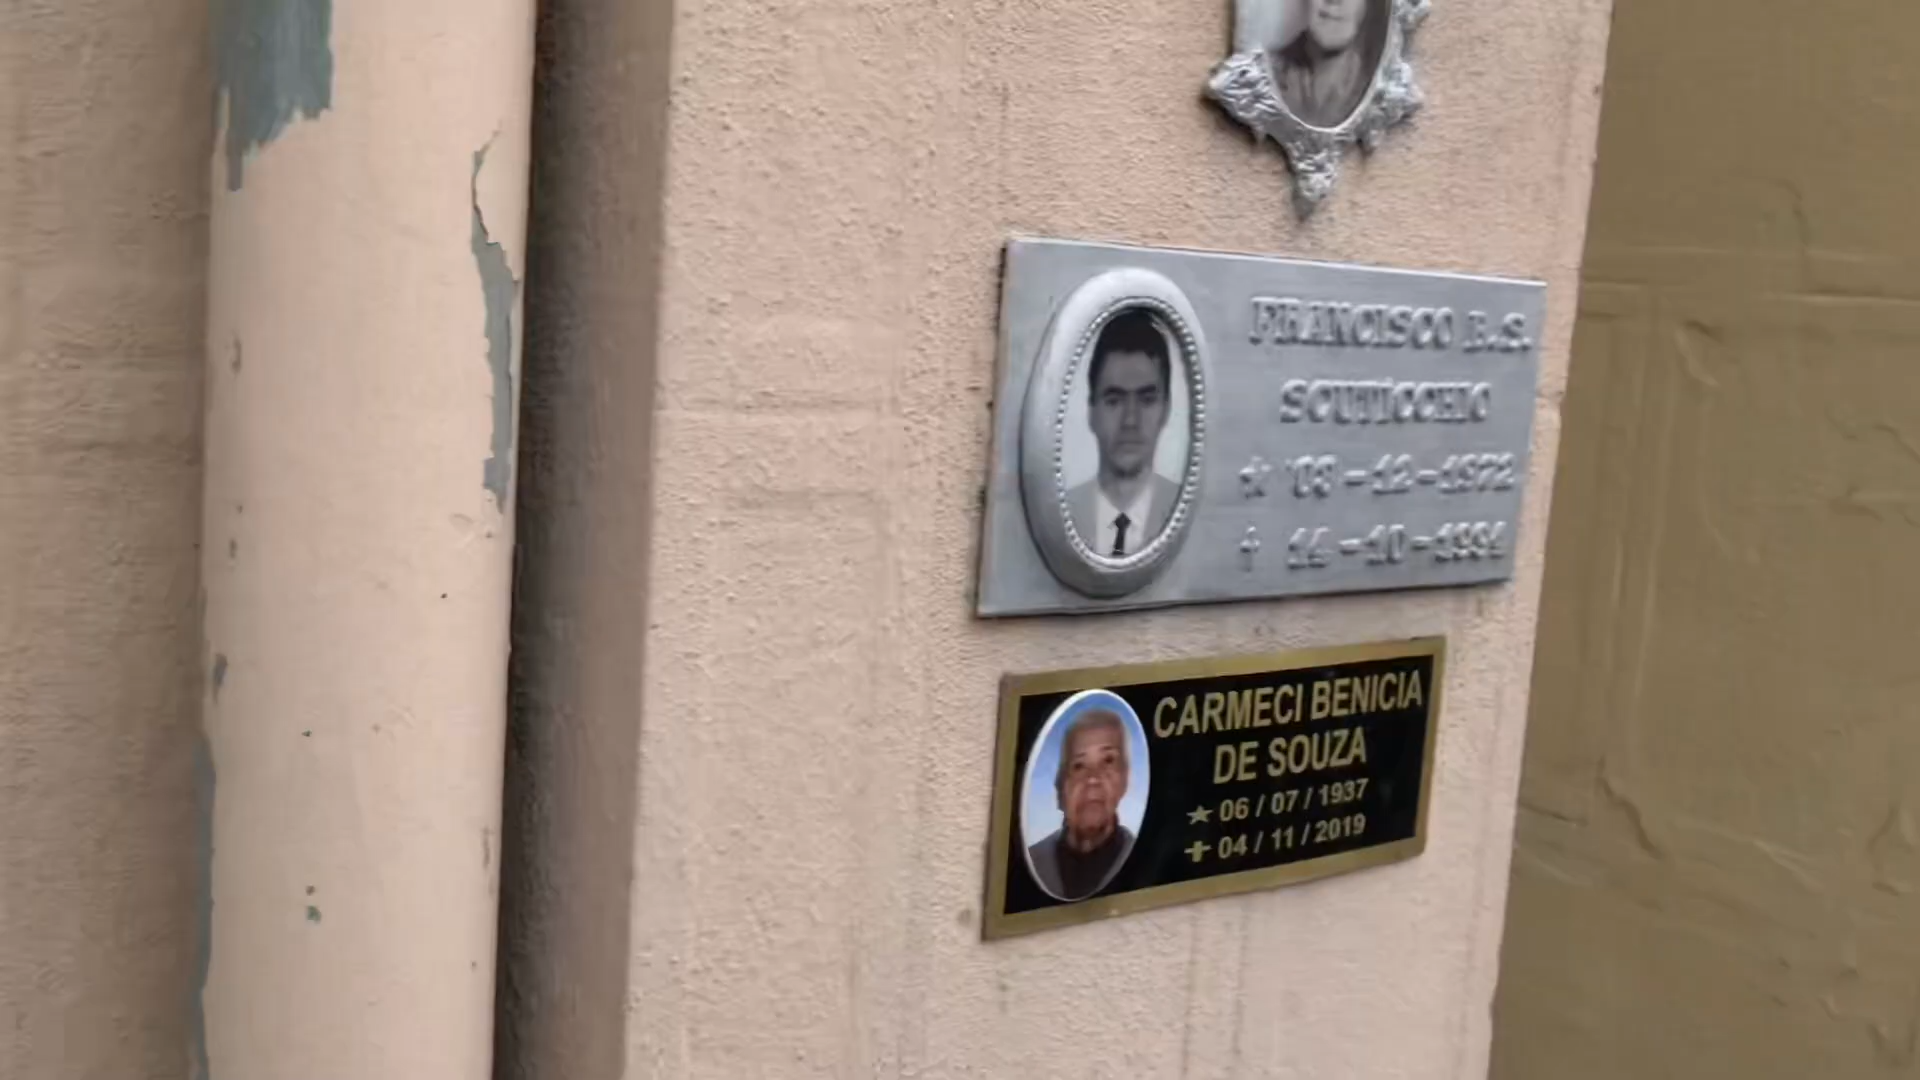 FRANCISCO B.S.
SCUTICCHIO
03-12-1972
14-10-1994
CARMECI BENICIA
DE SOUZA
06 / 07 / 1937
04 / 11 / 2019